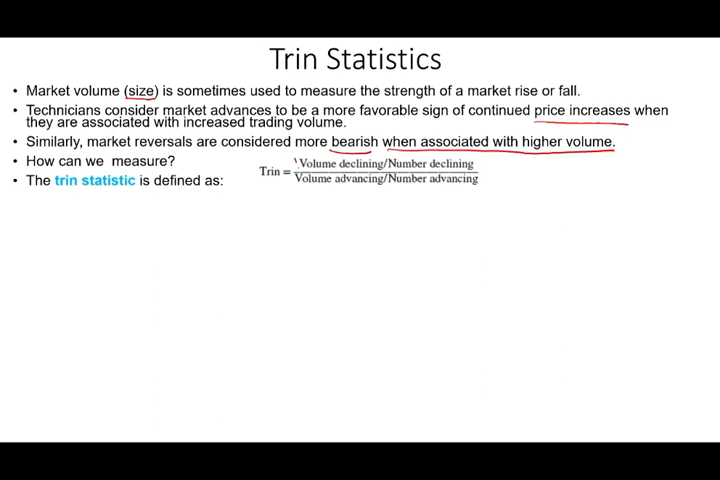 Trin Statistics
• Market volume (size) is sometimes used to measure the strength of a market rise or fall.
• Technicians consider market advances to be a more favorable sign of continued price increases when
they are associated with increased trading volume.
• Similarly, market reversals are considered more bearish when associated with higher volume.
• How can we measure?
• The trin statistic is defined as:
Trin = Volume declining/Number declining
Volume advancing/Number advancing